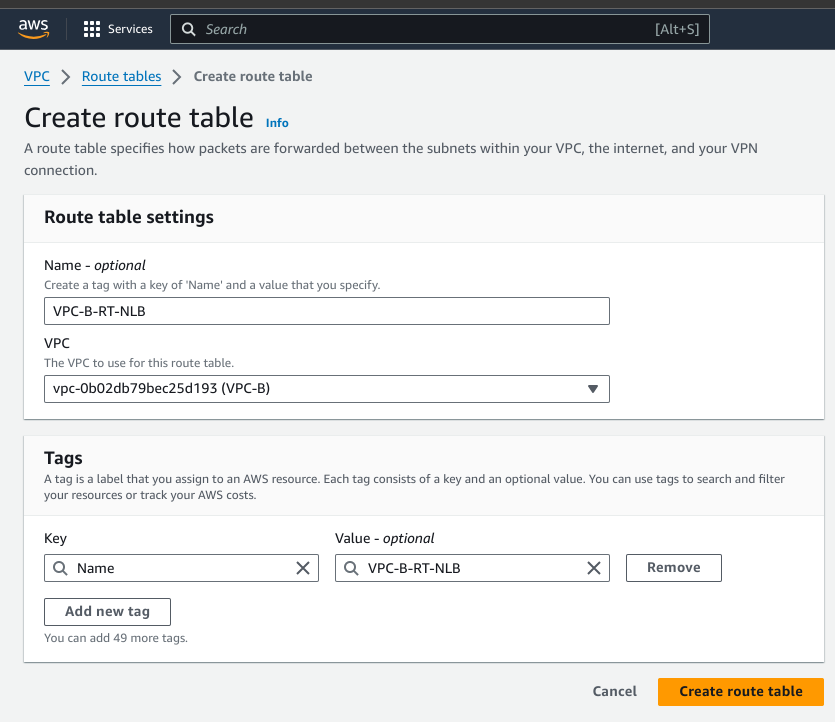 aws
Services
Search
[Alt+S]
VPC
Route tables
Create route table
Create route table
Info
A route table specifies how packets are forwarded between the subnets within your VPC, the internet, and your VPN
connection.
Route table settings
Name - optional
Create a tag with a key of 'Name' and a value that you specify.
VPC-B-RT-NLB
VPC
The VPC to use for this route table.
vpc-0b02db79bec25d193 (VPC-B)
Tags
A tag is a label that you assign to an AWS resource. Each tag consists of a key and an optional value. You can use tags to search and filter
your resources or track your AWS costs.
Key
Value - optional
Name
VPC-B-RT-NLB
Remove
Add new tag
You can add 49 more tags.
Cancel
Create route table